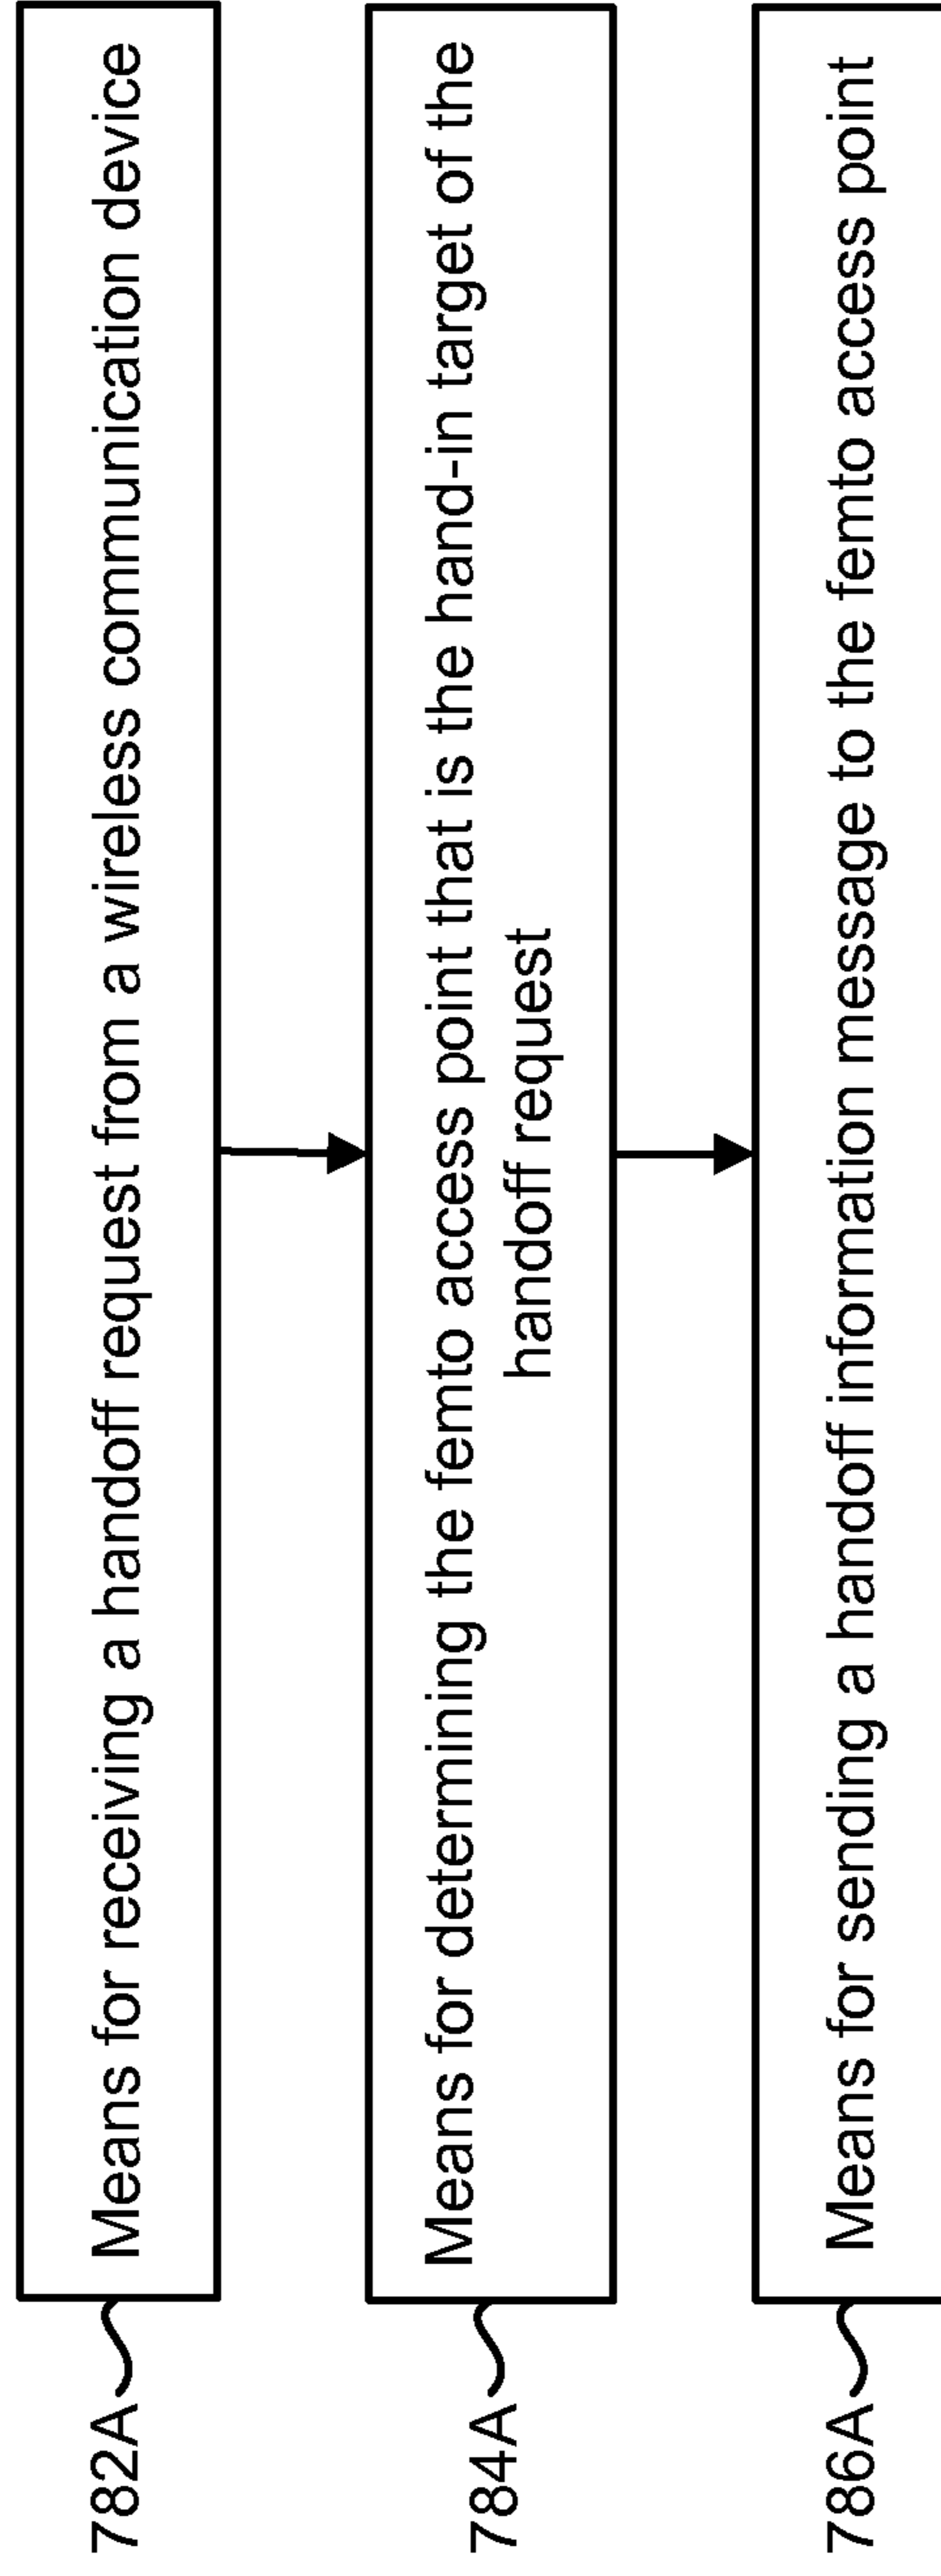 782A
Means for receiving a handoff request from a wireless communication device
784A
Means for determining the femto access point that is the hand-in target of the
handoff request
786A
Means for sending a handoff information message to the femto access point